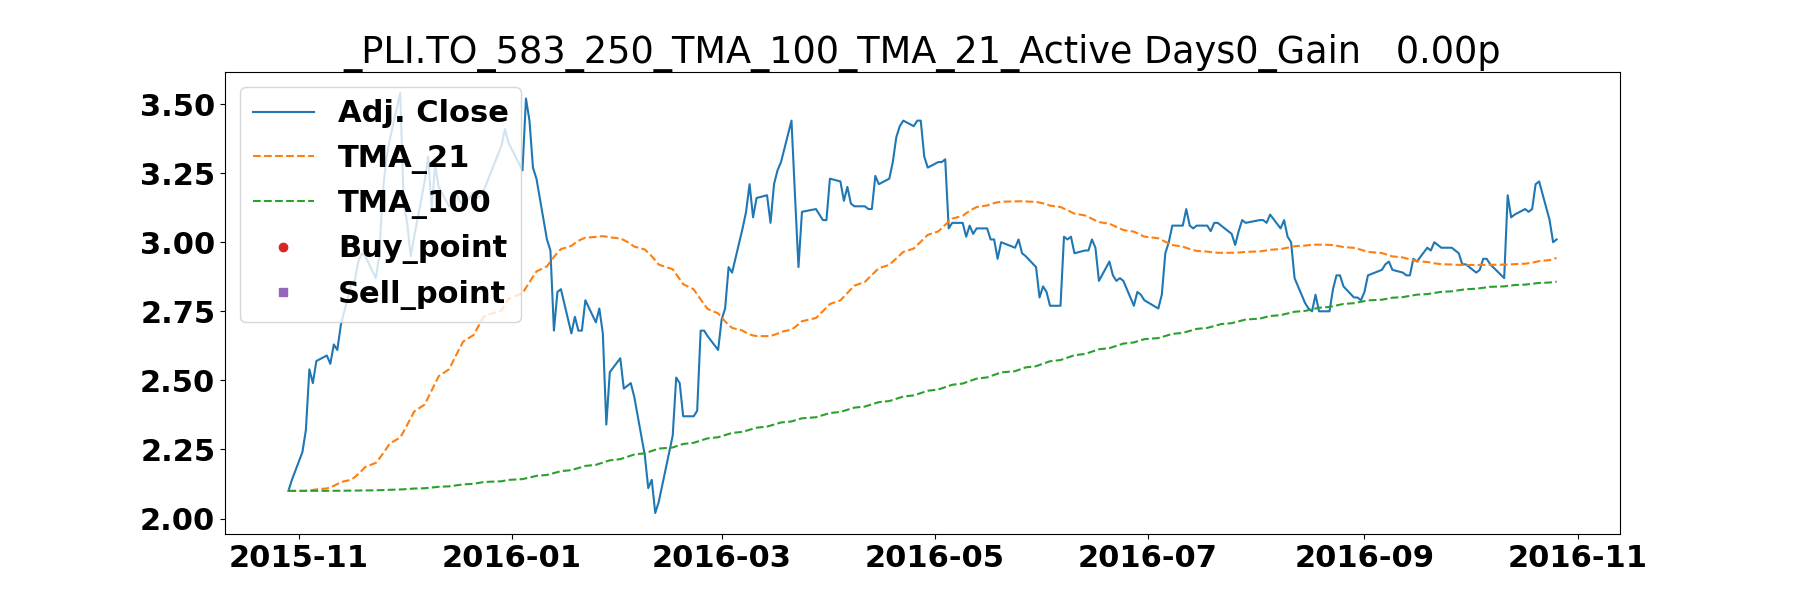 _PLI.TO_583_250_TMA_100_TMA_21_Active Days0_Gain   0.00p
3.50
3.25
3.00
2.75
2.50
2.25
2.00
Adj. Close
TMA_21
TMA_100
Buy_point
Sell_point
2015-11 2016-01 2016-03 2016-05 2016-07 2016-09 2016-11